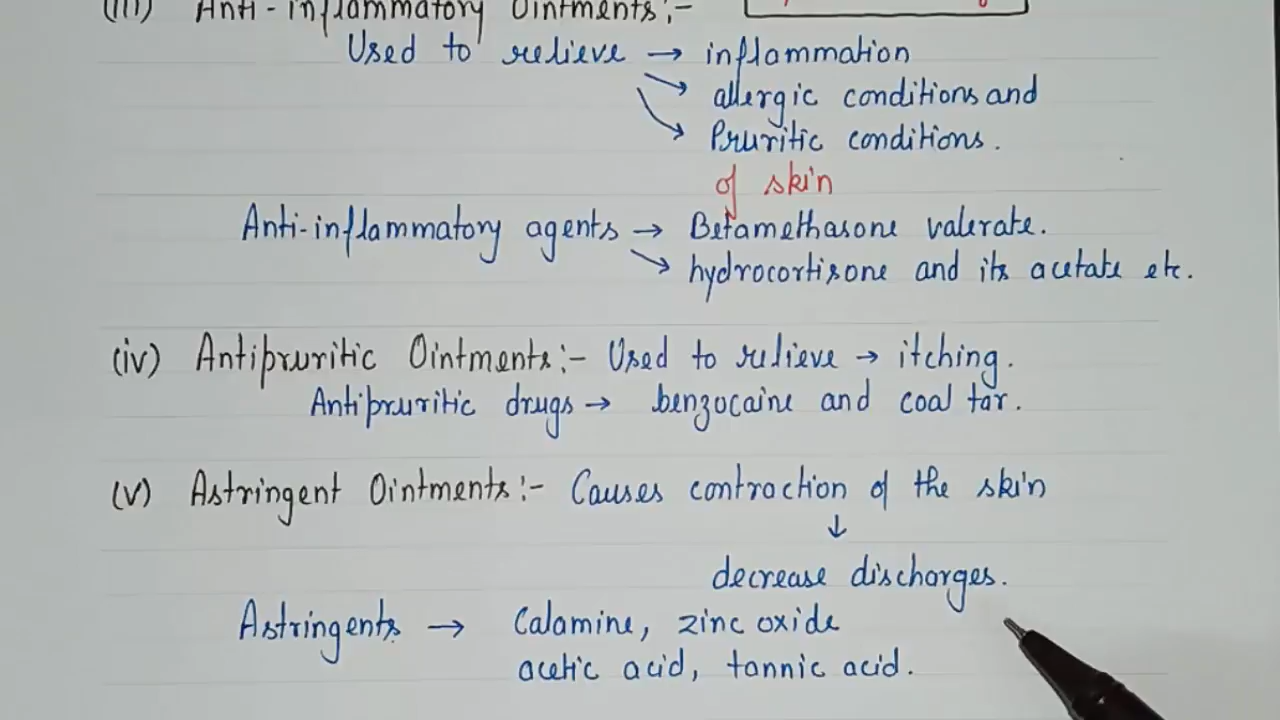 (iii) Anti-inflammatory Ointments:-
Used to relieve → inflammation
allergic conditions and
Pruritic conditions.
of skin
Anti-inflammatory agents → Betamethasone valerate.
hydrocortisone and its acetate etc.
(iv) Antipruritic Ointments:- Used to relieve → itching.
Antipruritic drugs → benzocaine and coal tar.
(v) Astringent Ointments:- Causes contraction of the skin
↓
decrease discharges.
Astringents → Calamine, zinc oxide
acetic acid, tannic acid.